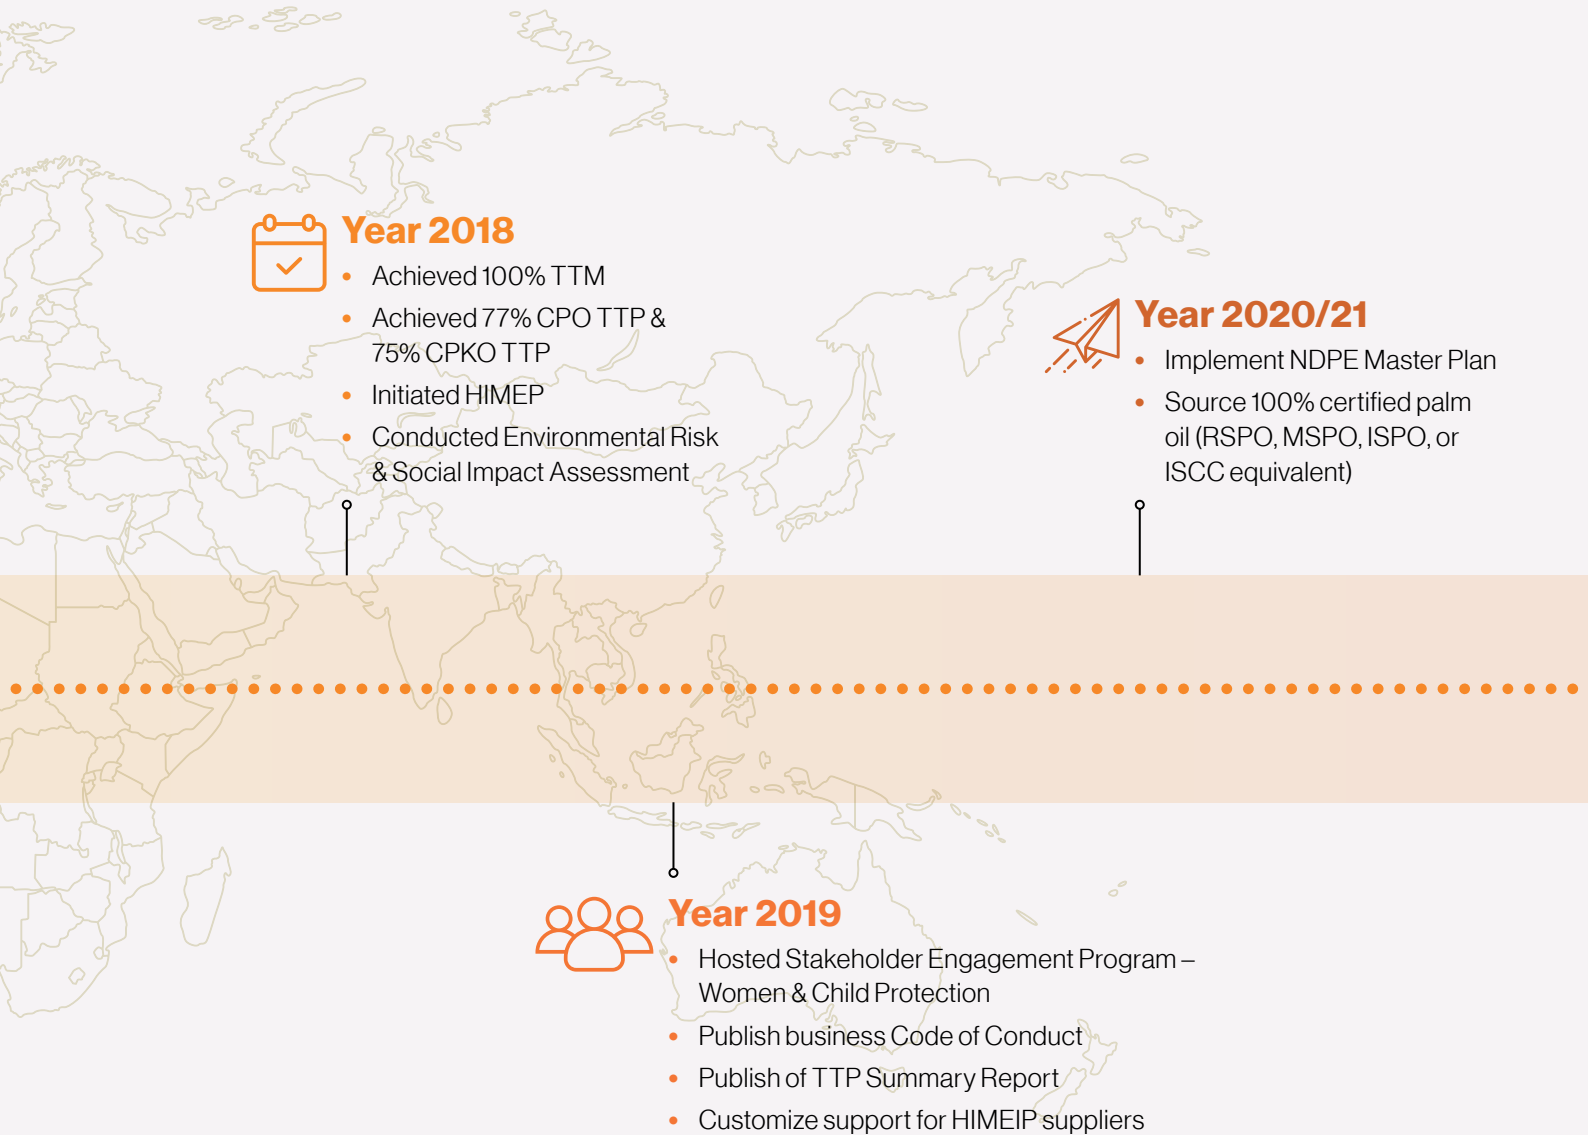 Year 2018
• Achieved 100% TTM
• Achieved 77% CPO TTP &
75% CPKO TTP
• Initiated HIMEP
• Conducted Environmental Risk
& Social Impact Assessment
Year 2020/21
• Implement NDPE Master Plan
• Source 100% certified palm
oil (RSPO, MSPO, ISPO, or
ISCC equivalent)
Year 2019
• Hosted Stakeholder Engagement Program –
Women & Child Protection
• Publish business Code of Conduct
• Publish of TTP Summary Report
• Customize support for HIMEIP suppliers